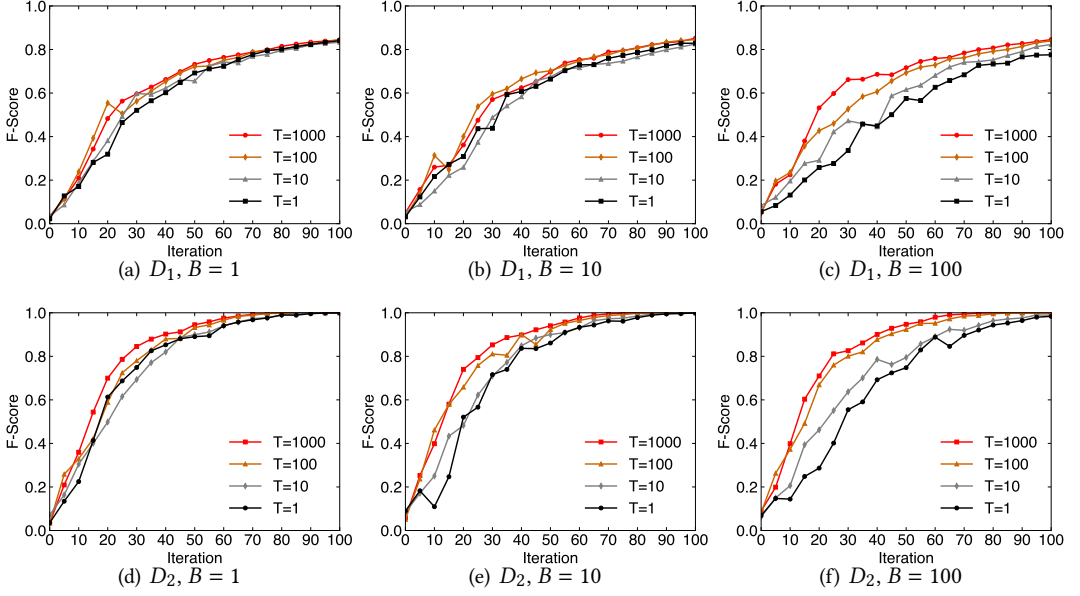 1.0
0.8
0.6
0.4
0.2
0.0
F-Score
T=1000
T=100
T=10
T=1
0 10 20 30 40 50 60 70 80 90 100
Iteration
(a) D1, B = 1
1.0
0.8
0.6
0.4
0.2
0.0
F-Score
T=1000
T=100
T=10
T=1
0 10 20 30 40 50 60 70 80 90 100
Iteration
(b) D1, B = 10
1.0
0.8
0.6
0.4
0.2
0.0
F-Score
T=1000
T=100
T=10
T=1
0 10 20 30 40 50 60 70 80 90 100
Iteration
(c) D1, B = 100
1.0
0.8
0.6
0.4
0.2
0.0
F-Score
T=1000
T=100
T=10
T=1
0 10 20 30 40 50 60 70 80 90 100
Iteration
(d) D2, B = 1
1.0
0.8
0.6
0.4
0.2
0.0
F-Score
T=1000
T=100
T=10
T=1
0 10 20 30 40 50 60 70 80 90 100
Iteration
(e) D2, B = 10
1.0
0.8
0.6
0.4
0.2
0.0
F-Score
T=1000
T=100
T=10
T=1
0 10 20 30 40 50 60 70 80 90 100
Iteration
(f) D2, B = 100